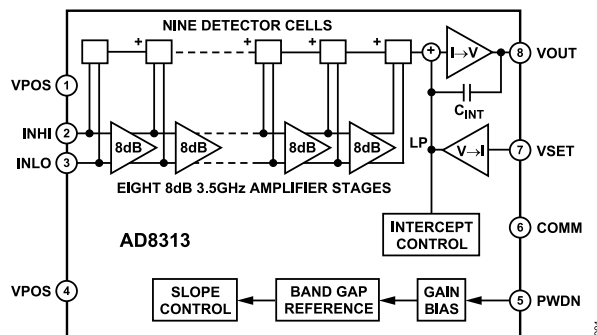 NINE DETECTOR CELLS
+ + + + +
I→V
8 VOUT
VPOS 1
CINT
INHI 2
8dB 8dB 8dB 8dB
LP
V→I
7 VSET
INLO 3
EIGHT 8dB 3.5GHz AMPLIFIER STAGES
INTERCEPT
CONTROL
6 COMM
AD8313
VPOS 4
SLOPE
CONTROL
BAND GAP
REFERENCE
GAIN
BIAS
5 PWDN